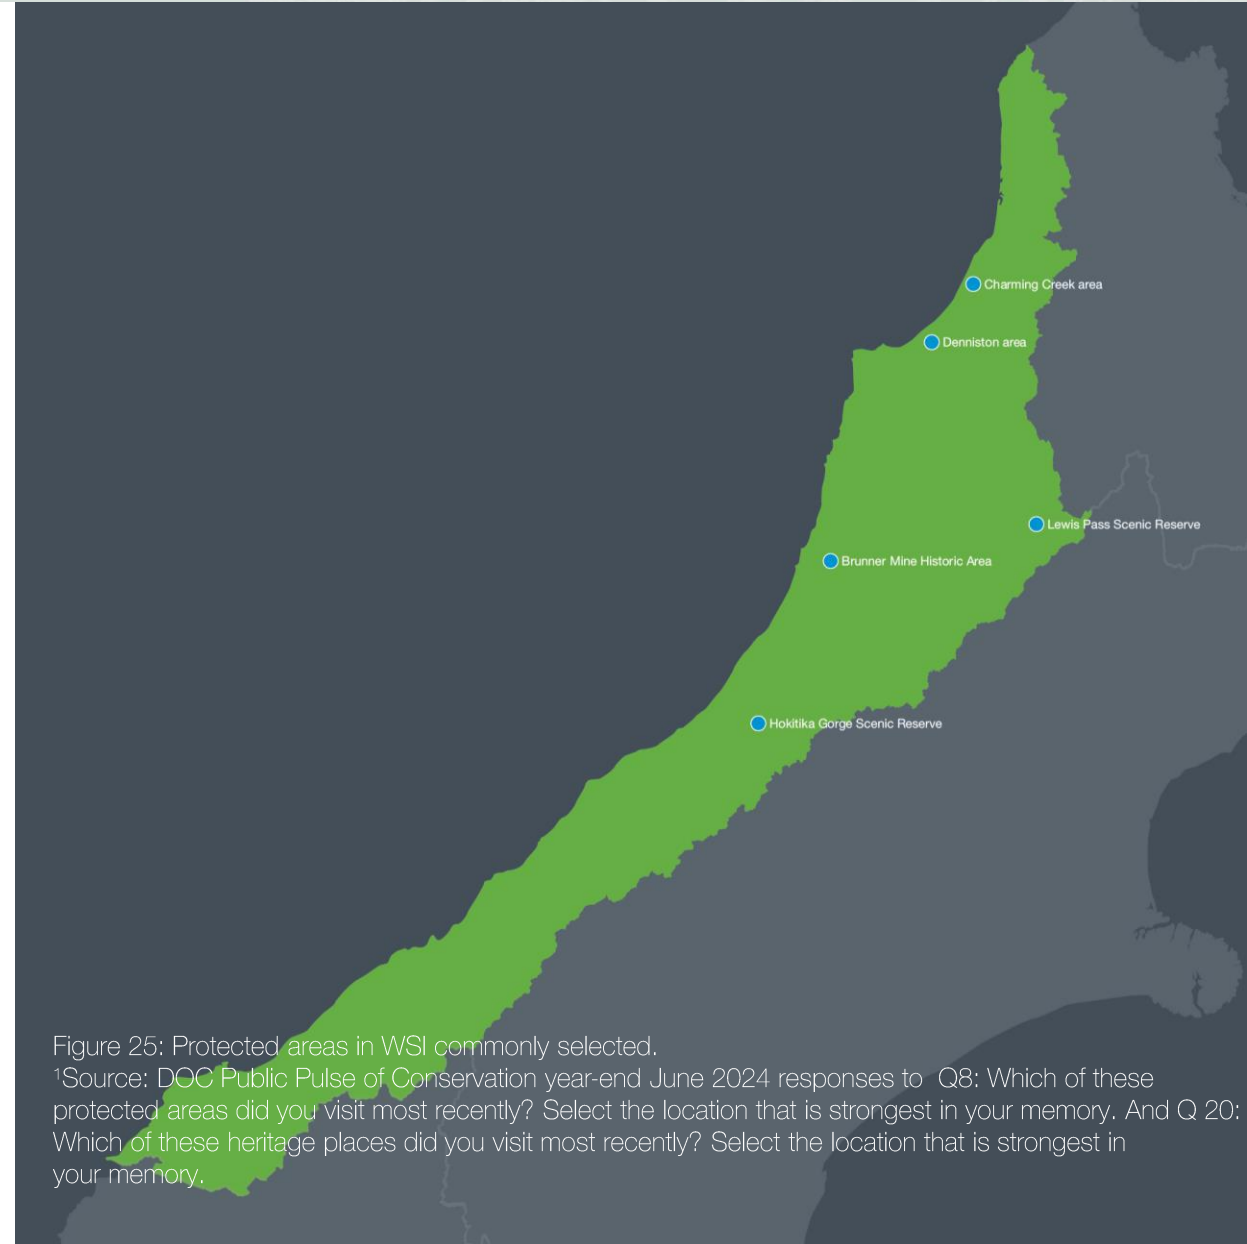 Charming Creek area
Denniston area
Lewis Pass Scenic Reserve
Brunner Mine Historic Area
Hokitika Gorge Scenic Reserve
Figure 25: Protected areas in WSI commonly selected.
¹Source: DOC Public Pulse of Conservation year-end June 2024 responses to  Q8: Which of these
protected areas did you visit most recently? Select the location that is strongest in your memory. And Q 20:
Which of these heritage places did you visit most recently? Select the location that is strongest in
your memory.